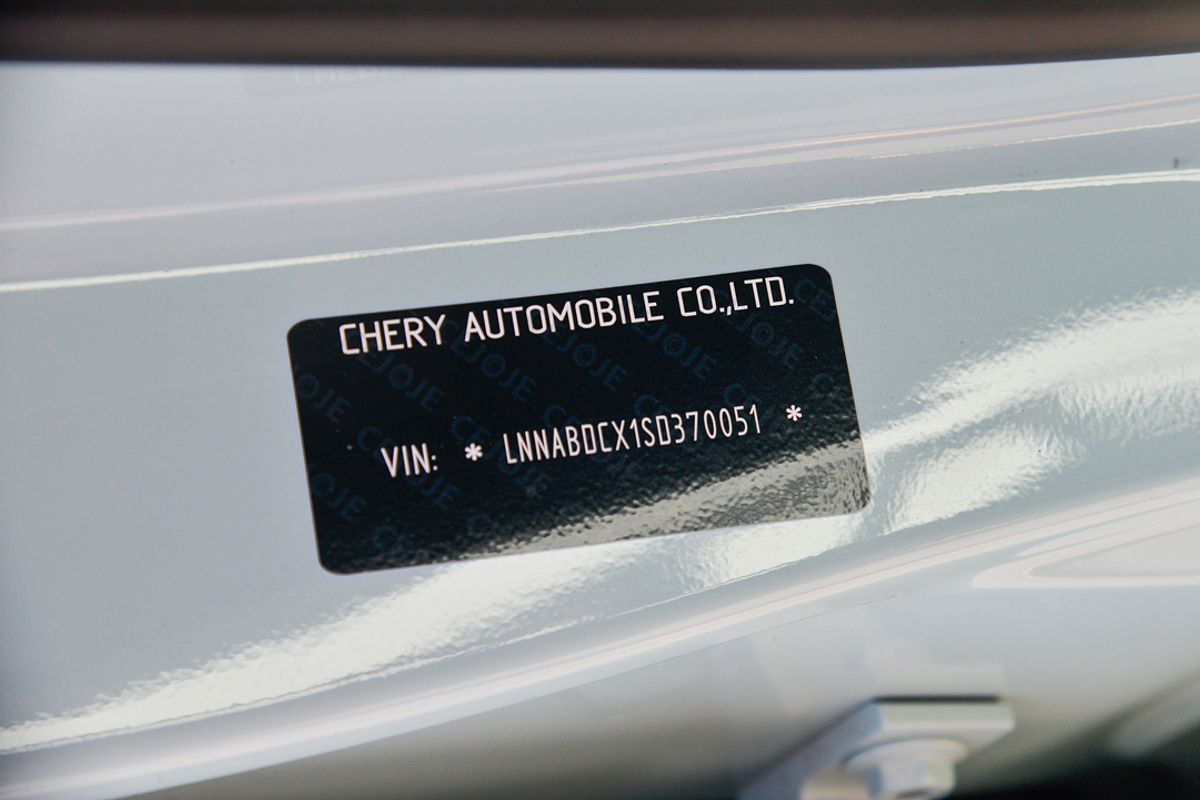 CHERY AUTOMOBILE CO.,LTD.
VIN: * LNNABDCX1SD370051 *